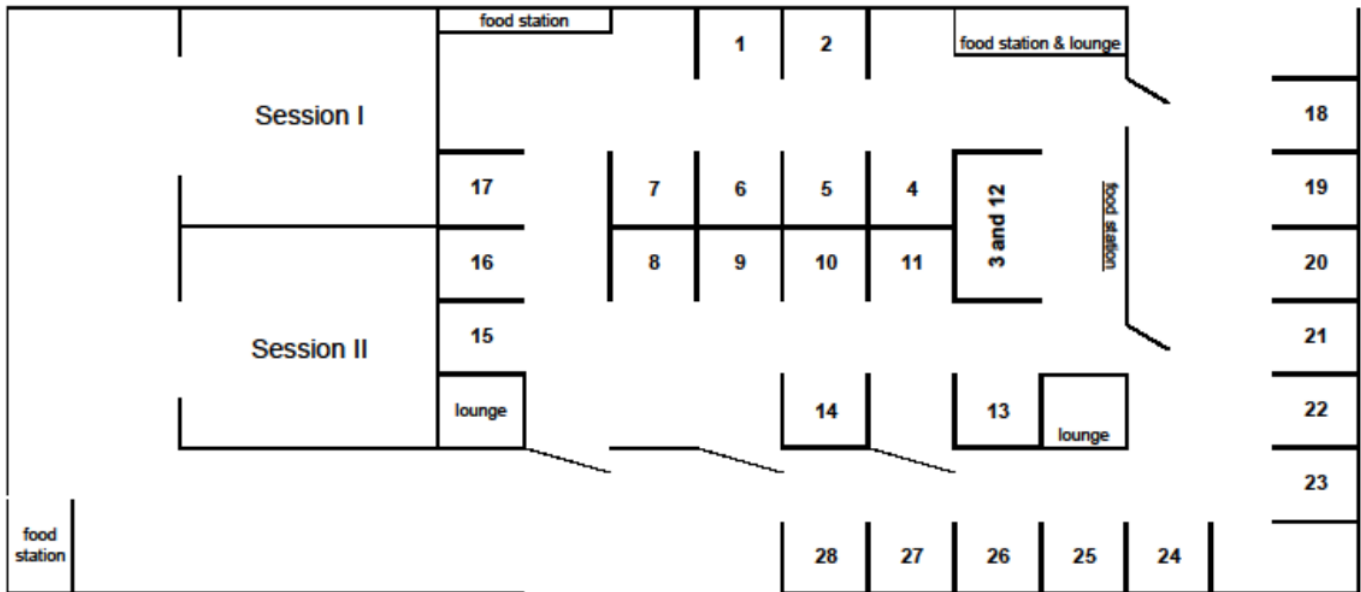 food station
1
2
food station & lounge
Session I
18
17
7
6
5
4
3 and 12
food station
19
16
8
9
10
11
20
Session II
15
21
lounge
14
13
lounge
22
23
food
station
28
27
26
25
24